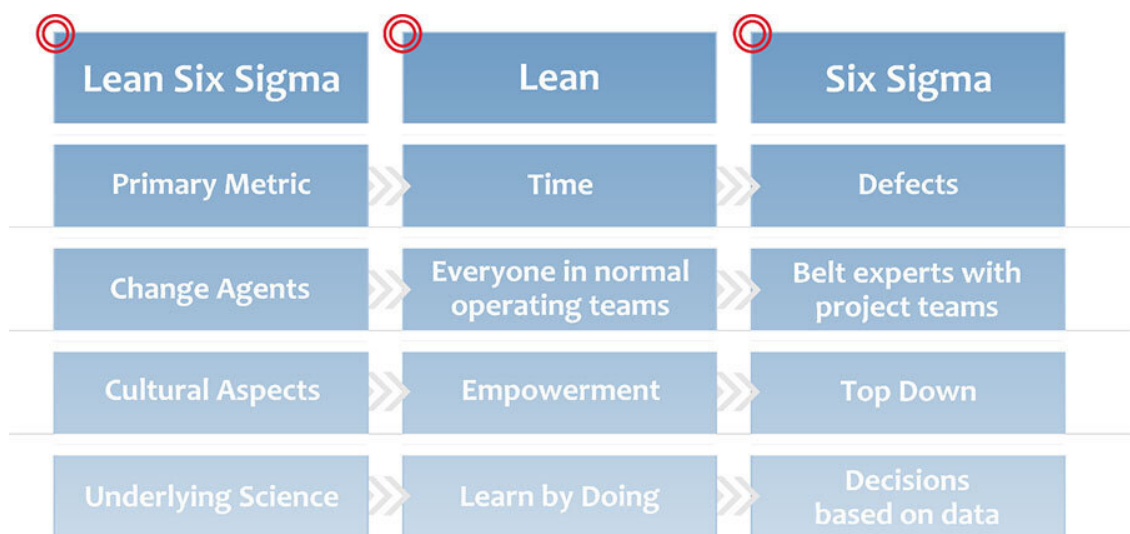 Lean Six Sigma
Lean
Six Sigma
Primary Metric
Time
Defects
Change Agents
Everyone in normal
operating teams
Belt experts with
project teams
Cultural Aspects
Empowerment
Top Down
Underlying Science
Learn by Doing
Decisions
based on data